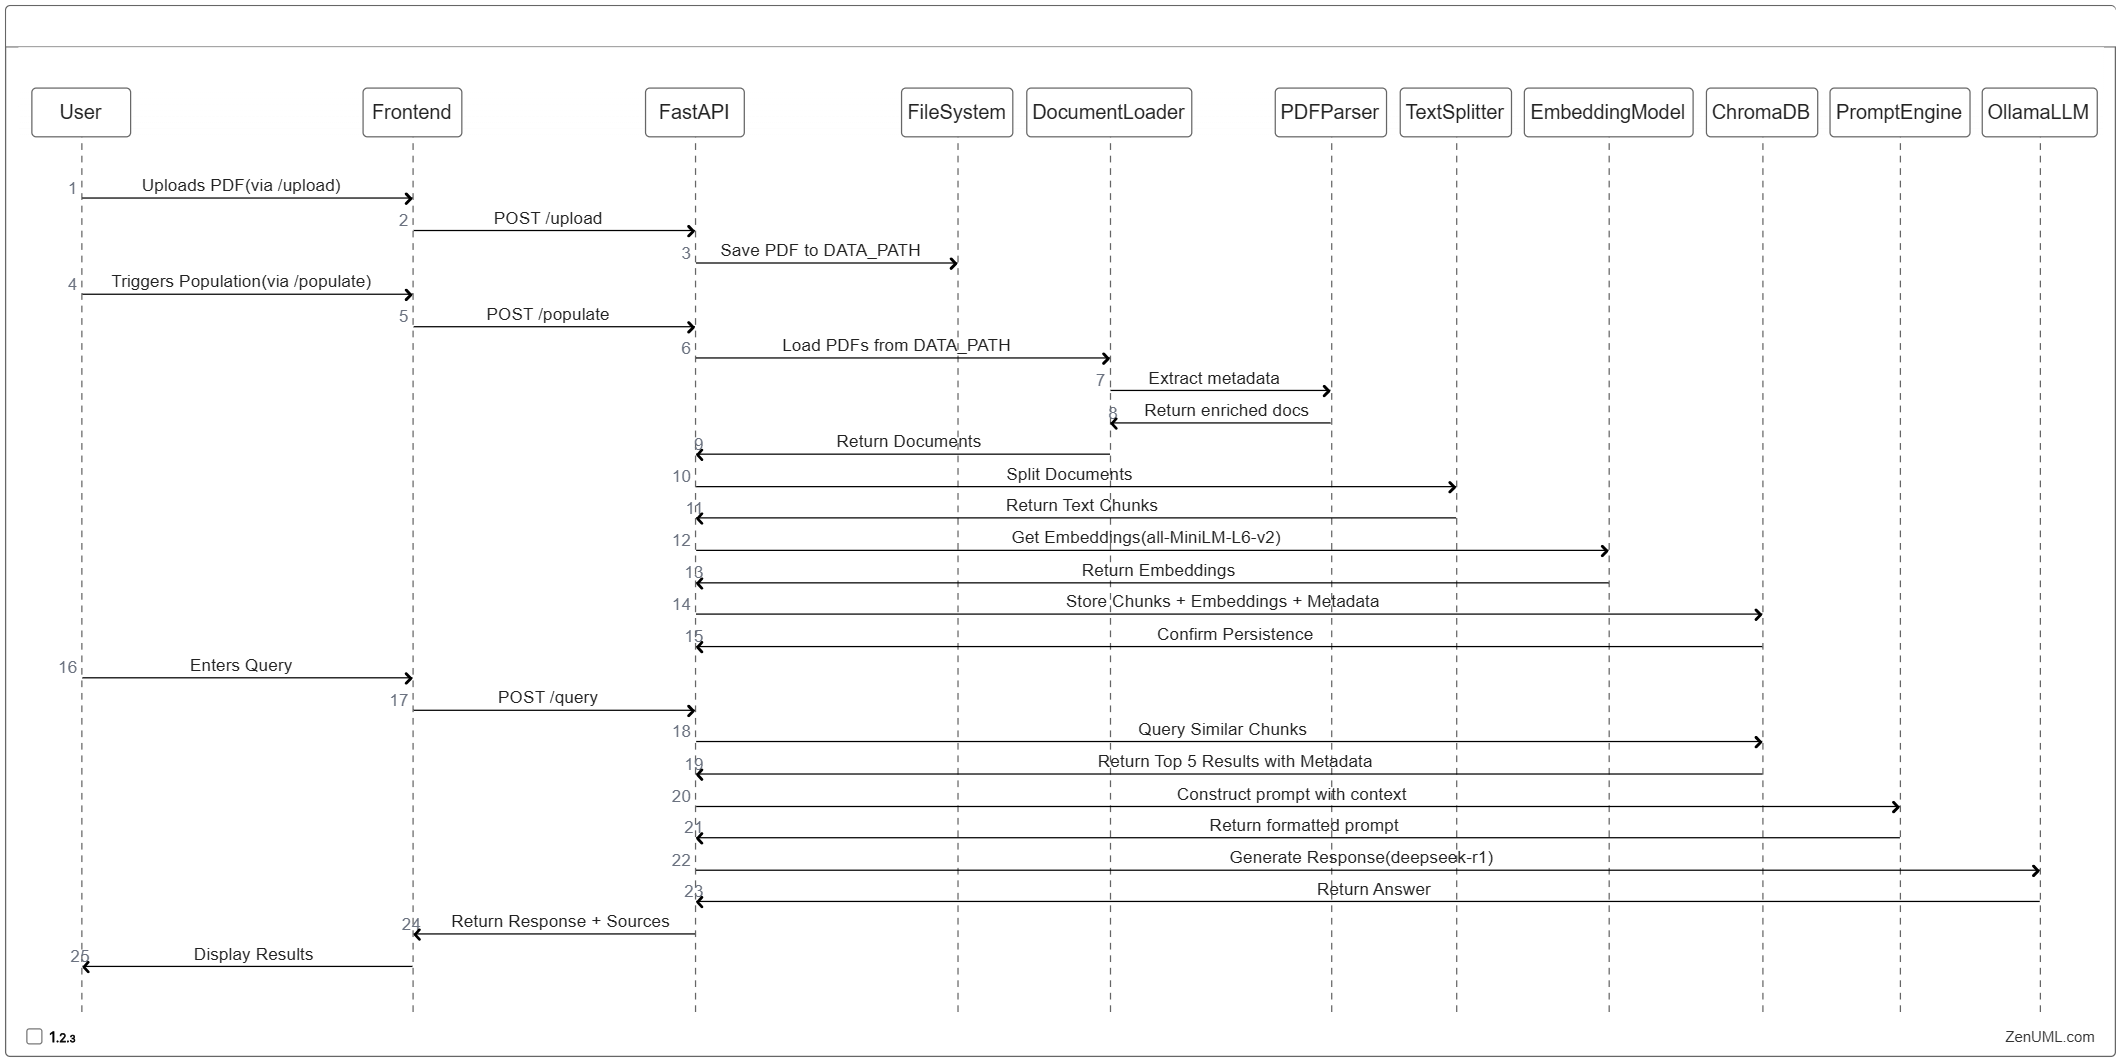 User
Frontend
FastAPI
FileSystem
DocumentLoader
PDFParser
TextSplitter
EmbeddingModel
ChromaDB
PromptEngine
OllamaLLM
1 Uploads PDF(via /upload)
2 POST /upload
3 Save PDF to DATA_PATH
4 Triggers Population(via /populate)
5 POST /populate
6 Load PDFs from DATA_PATH
7 Extract metadata
8 Return enriched docs
9 Return Documents
10 Split Documents
11 Return Text Chunks
12 Get Embeddings(all-MiniLM-L6-v2)
13 Return Embeddings
14 Store Chunks + Embeddings + Metadata
15 Confirm Persistence
16 Enters Query
17 POST /query
18 Query Similar Chunks
19 Return Top 5 Results with Metadata
20 Construct prompt with context
21 Return formatted prompt
22 Generate Response(deepseek-r1)
23 Return Answer
24 Return Response + Sources
25 Display Results
1.2.3
ZenUML.com